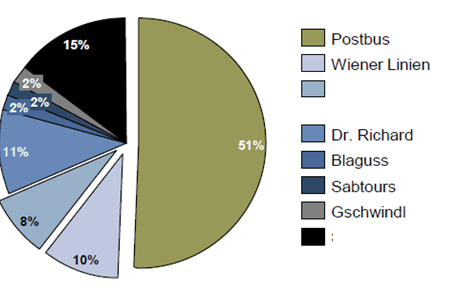 15%
2%
2%
2%
11%
8%
10%
51%
Postbus
Wiener Linien
Dr. Richard
Blaguss
Sabtours
Gschwindl
: